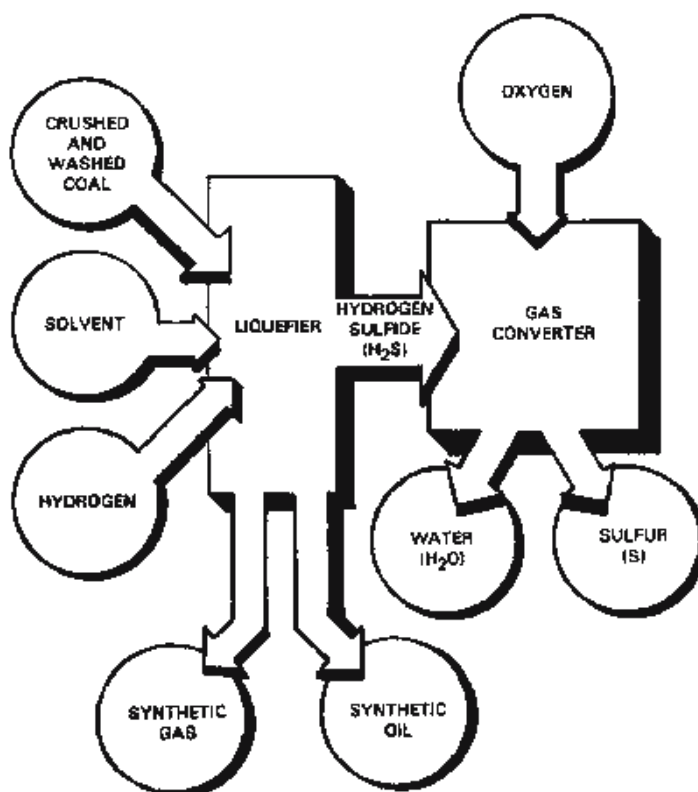 OXYGEN
CRUSHED
AND
WASHED
COAL
SOLVENT
LIQUEFIER
HYDROGEN
SULFIDE
(H₂S)
GAS
CONVERTER
HYDROGEN
WATER
(H₂O)
SULFUR
(S)
SYNTHETIC
GAS
SYNTHETIC
OIL